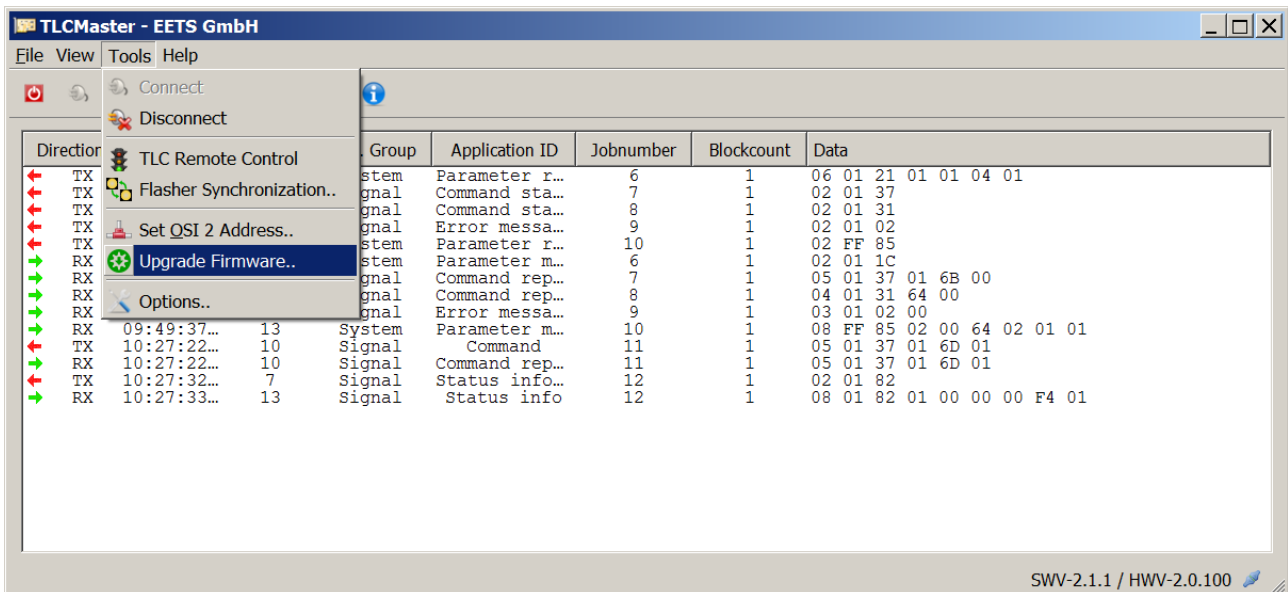 TLCMaster - EETS GmbH
File View Tools Help
Connect
Disconnect
TLC Remote Control
Flasher Synchronization..
Set OSI 2 Address..
Upgrade Firmware..
Options..
Direction Group Application ID Jobnumber Blockcount Data
TX stem Parameter r... 6 1 06 01 21 01 01 04 01
TX gnal Command sta... 7 1 02 01 37
TX gnal Command sta... 8 1 02 01 31
TX gnal Error messa... 9 1 02 01 02
TX stem Parameter r... 10 1 02 FF 85
RX stem Parameter m... 6 1 02 01 1C
RX gnal Command rep... 7 1 05 01 37 01 6B 00
RX gnal Command rep... 8 1 04 01 31 64 00
RX gnal Error messa... 9 1 03 01 02 00
RX 09:49:37... 13 System Parameter m... 10 1 08 FF 85 02 00 64 02 01 01
TX 10:27:22... 10 Signal Command 11 1 05 01 37 01 6D 01
RX 10:27:22... 10 Signal Command rep... 11 1 05 01 37 01 6D 01
TX 10:27:32... 7 Signal Status info... 12 1 02 01 82
RX 10:27:33... 13 Signal Status info 12 1 08 01 82 01 00 00 00 F4 01
SWV-2.1.1 / HWV-2.0.100